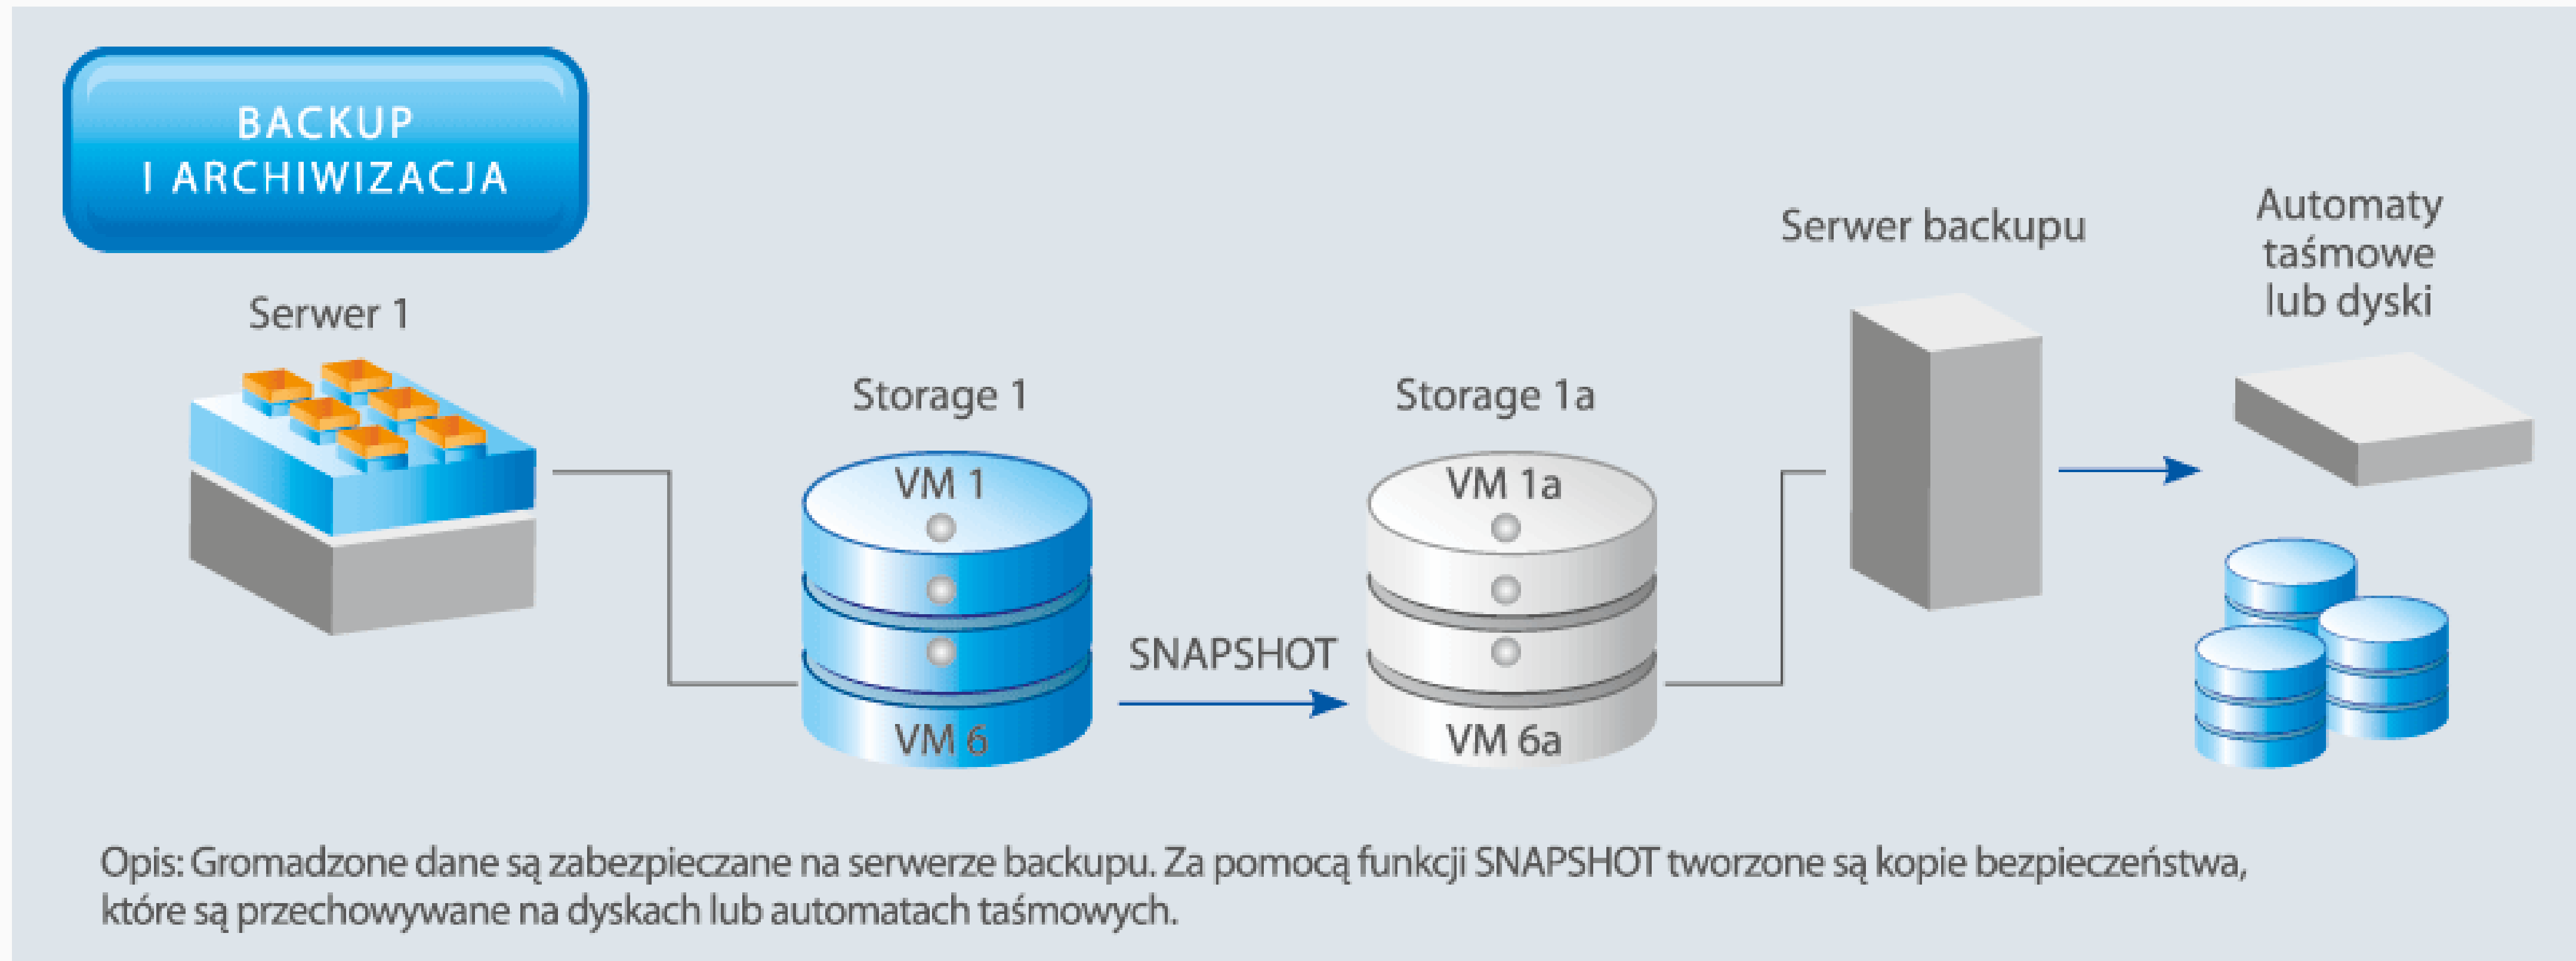 BACKUP
I ARCHIWIZACJA
Serwer 1
Storage 1
VM 1
VM 6
SNAPSHOT
Storage 1a
VM 1a
VM 6a
Serwer backupu
Automaty
taśmowe
lub dyski
Opis: Gromadzone dane są zabezpieczane na serwerze backupu. Za pomocą funkcji SNAPSHOT tworzone są kopie bezpieczeństwa,
które są przechowywane na dyskach lub automatach taśmowych.